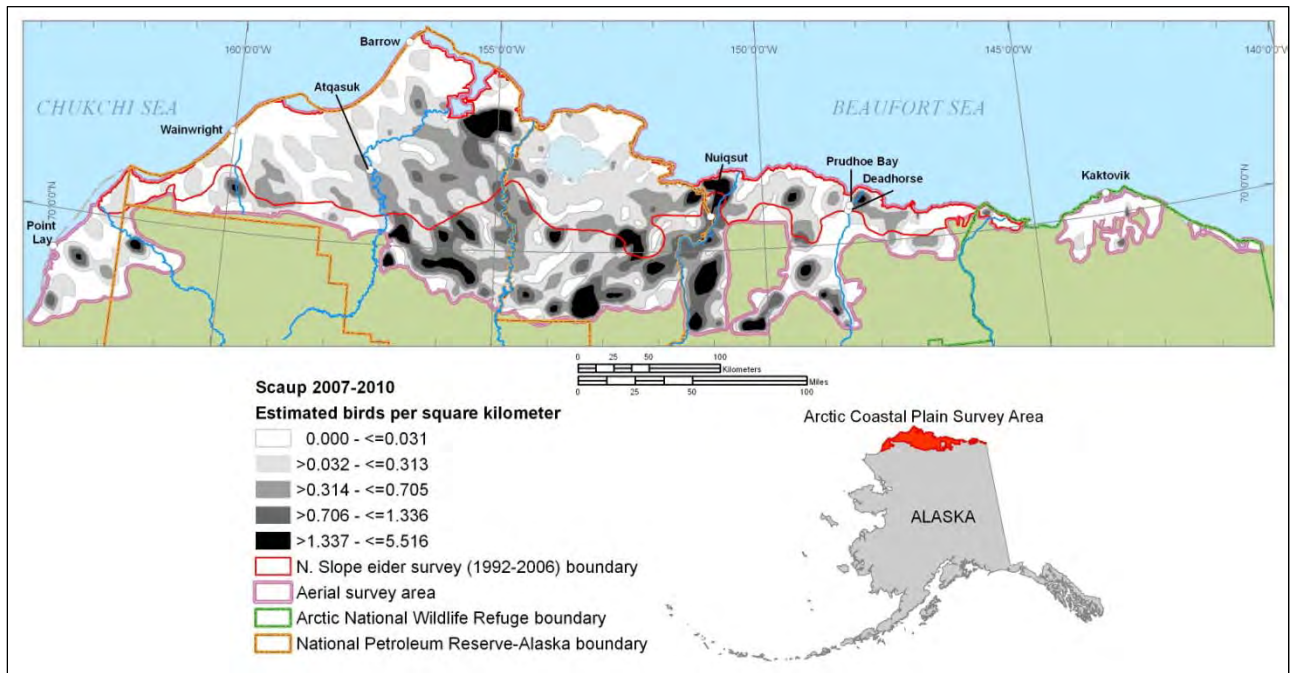 160°0'0"W
155°0'0"W
150°0'0"W
145°0'0"W
140°0'0"W
Barrow
Atqasuk
CHUKCHI SEA
BEAUFORT SEA
Wainwright
Nuiqsut
Prudhoe Bay
Deadhorse
Kaktovik
70°0'0"N
70°0'0"N
Point
Lay
0 25 50 100
Kilometers
0 25 50 100
Miles
Scaup 2007-2010
Estimated birds per square kilometer
0.000 - <=0.031
>0.032 - <=0.313
>0.314 - <=0.705
>0.706 - <=1.336
>1.337 - <=5.516
N. Slope eider survey (1992-2006) boundary
Aerial survey area
Arctic National Wildlife Refuge boundary
National Petroleum Reserve-Alaska boundary
Arctic Coastal Plain Survey Area
ALASKA